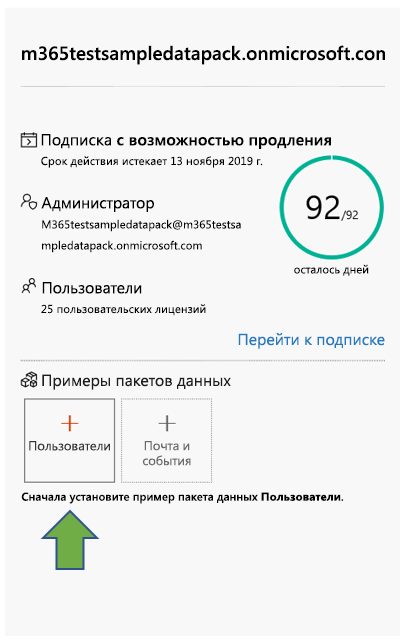 m365testsampledatapack.onmicrosoft.con
Подписка с возможностью продления
Срок действия истекает 13 ноября 2019 г.
Администратор
M365testsampledatapack@m365testsa
mpledatapack.onmicrosoft.com
92/92
осталось дней
Пользователи
25 пользовательских лицензий
Перейти к подписке
Примеры пакетов данных
Пользователи
Почта и
события
Сначала установите пример пакета данных Пользователи.